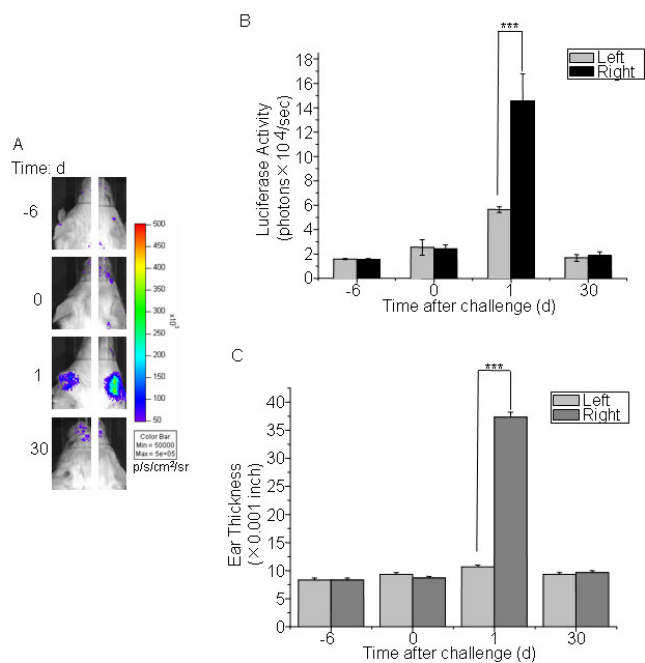 A
Time: d
-6
0
1
30
500
450
400
350
300
250
200
150
100
50
x10^3
Color Bar
Min = 50000
Max = 5e+05
p/s/cm²/sr
B
***
Left
Right
18
16
14
12
10
8
6
4
2
0
Luciferase Activity
(photons×10^4/sec)
-6
0
1
30
Time after challenge (d)
C
***
Left
Right
40
35
30
25
20
15
10
5
0
Ear Thickness
(×0.001 inch)
-6
0
1
30
Time after challenge (d)